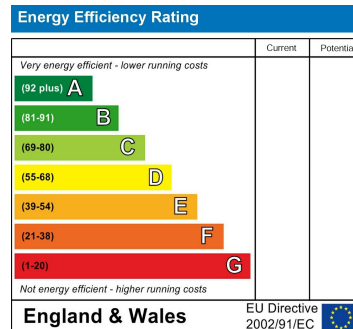 Energy Efficiency Rating
Current Potential
Very energy efficient - lower running costs
(92 plus) A
(81-91) B
(69-80) C
(55-68) D
(39-54) E
(21-38) F
(1-20) G
Not energy efficient - higher running costs
England & Wales
EU Directive
2002/91/EC